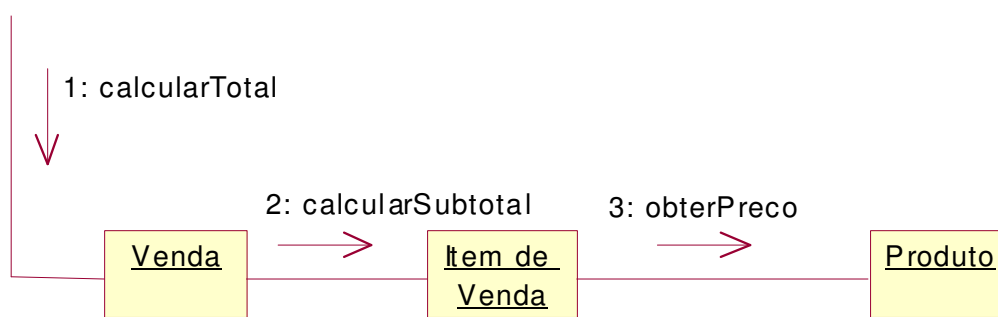 1: calcularTotal
2: calcularSubtotal
3: obterPreco
Venda
Item de
Venda
Produto